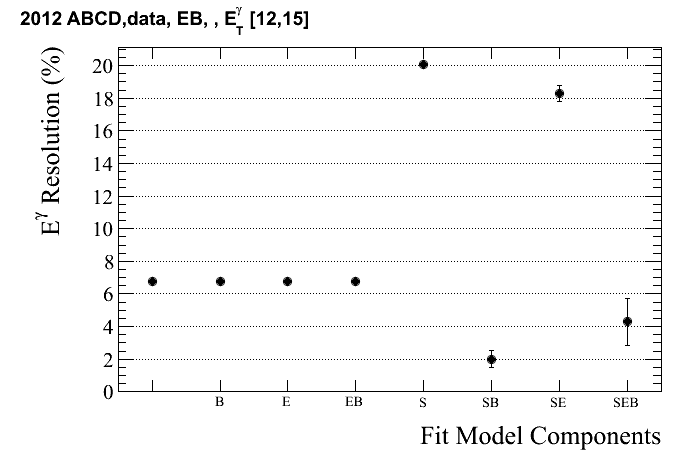 2012 ABCD,data, EB, , E_T^γ [12,15]
E^γ Resolution (%)
20
18
16
14
12
10
8
6
4
2
0
B E EB S SB SE SEB
Fit Model Components